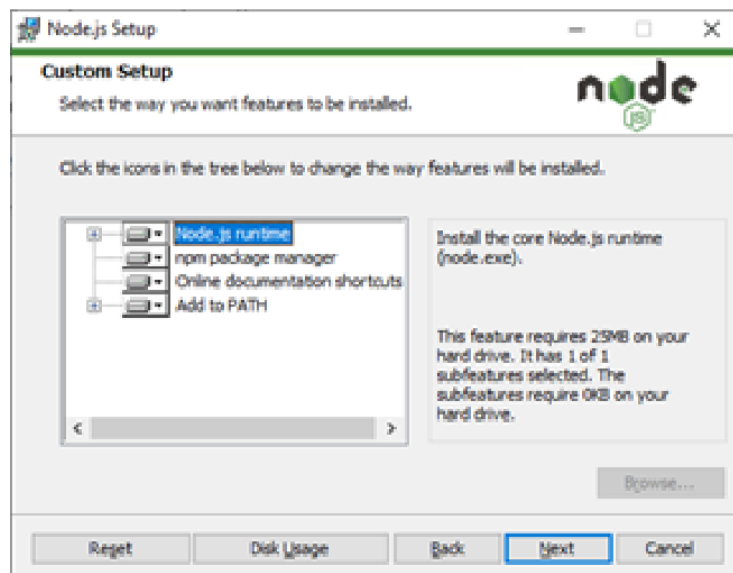 Node.js Setup
Custom Setup
Select the way you want features to be installed.
node
JS
Click the icons in the tree below to change the way features will be installed.
Node.js runtime
npm package manager
Online documentation shortcuts
Add to PATH
Install the core Node.js runtime
(node.exe).
This feature requires 25MB on your
hard drive. It has 1 of 1
subfeatures selected. The
subfeatures require 0KB on your
hard drive.
Browse...
Reset
Disk Usage
Back
Next
Cancel